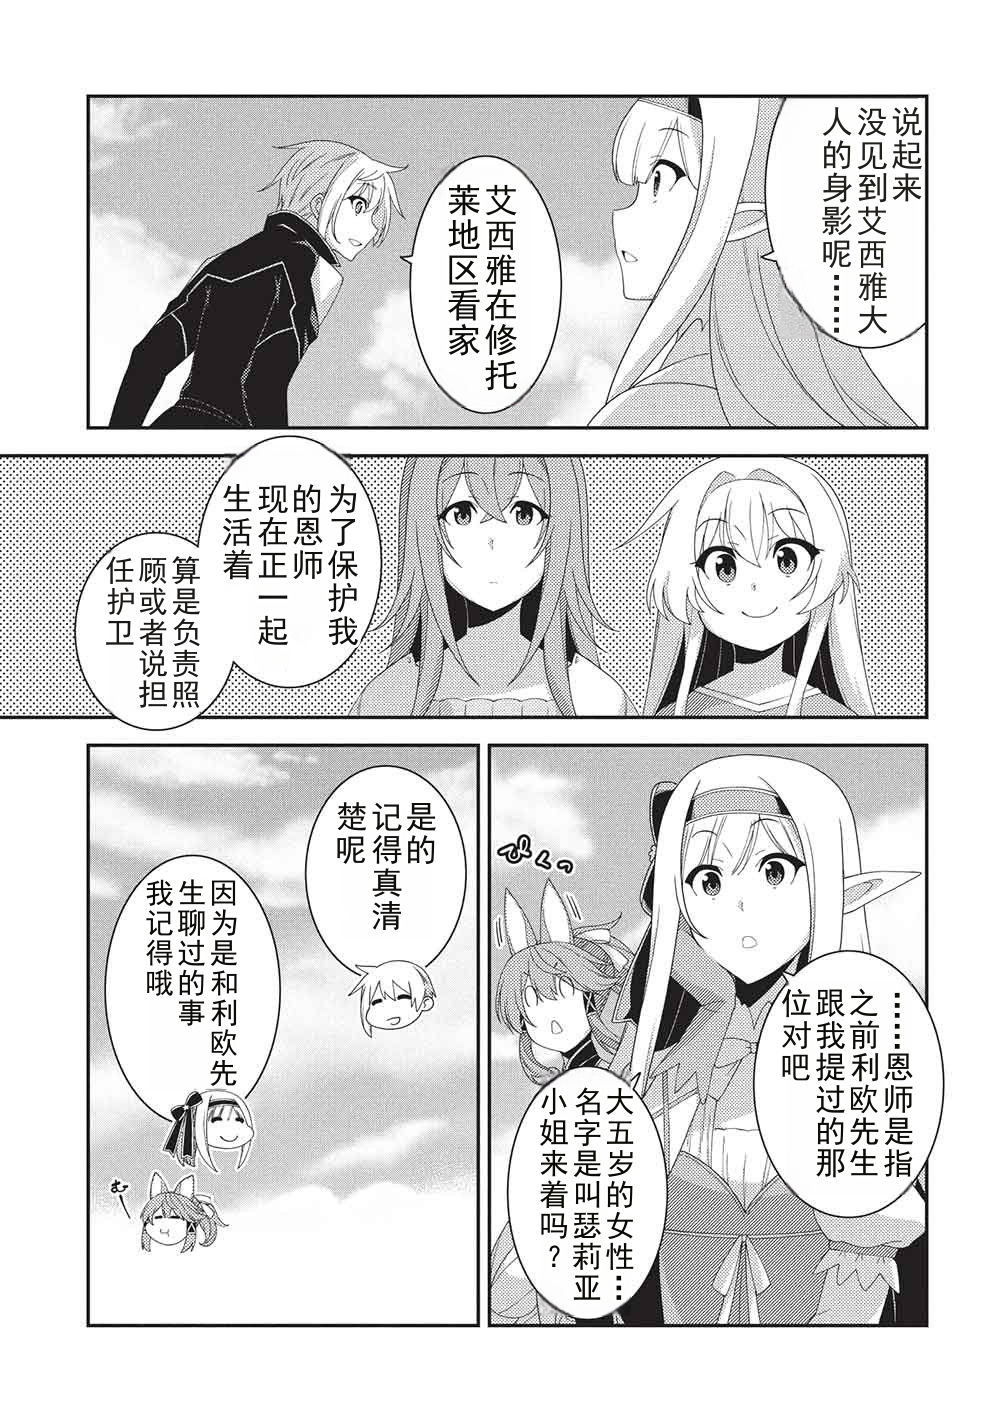 说起来
没见到艾西雅大
人的身影呢……
艾西雅在修托
莱地区看家
为了保护我
的恩师
现在正一起
生活着
算是负责照
顾或者说担
任护卫
……恩师是指
之前利欧先生
跟我提过的那
位对吧
ぴくっ
大五岁的女性…
名字是叫瑟莉亚
小姐来着吗？
是的
记得真清
楚呢
因为是和利欧先
生聊过的事
我记得哦
むー